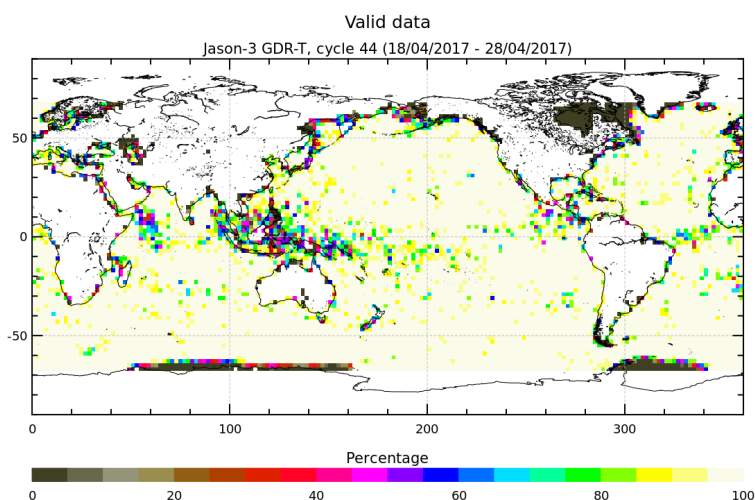 Valid data
Jason-3 GDR-T, cycle 44 (18/04/2017 - 28/04/2017)
50
0
-50
0 100 200 300
Percentage
0 20 40 60 80 100